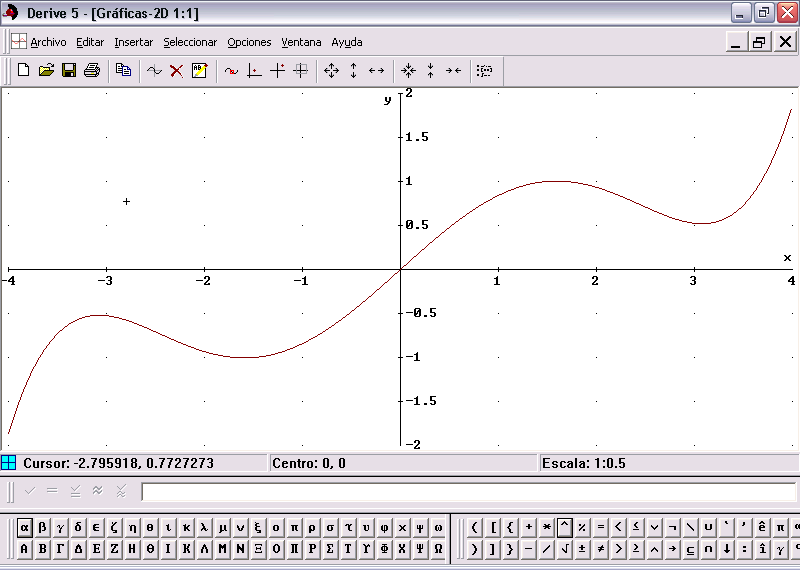 Derive 5 - [Gráficas-2D 1:1]
Archivo Editar Insertar Seleccionar Opciones Ventana Ayuda
y 2
1.5
1
0.5
x
-4 -3 -2 -1 1 2 3 4
-0.5
-1
-1.5
-2
Cursor: -2.795918, 0.7727273 Centro: 0, 0 Escala: 1:0.5
α β γ δ ϵ ζ η θ ι κ λ μ ν ξ ο π ρ σ τ υ φ χ ψ ω ( [ { + * ^ % = < ≤ ∨ ¬ \ ∪ ` ' ê π
Α Β Γ Δ Ε Ζ Η Θ Ι Κ Λ Μ Ν Ξ Ο Π Ρ Σ Τ Υ Φ Χ Ψ Ω ) ] } - / √ ± ≠ > ≥ ∧ → ⊆ ∩ ↓ : î γ